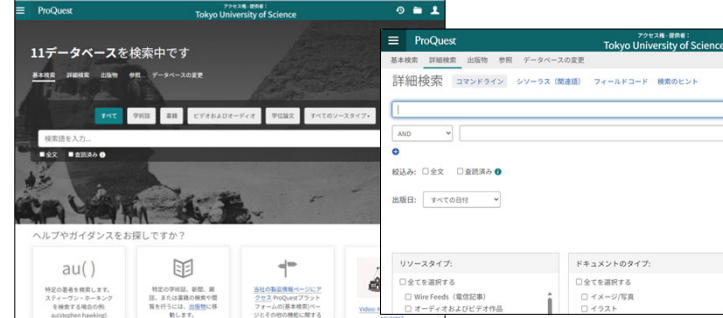 ProQuest
アクセス権 - 提供者：
Tokyo University of Science
11データベースを検索中です
基本検索 詳細検索 出版物 参照 データベースの変更
すべて 学術誌 書籍 ビデオおよびオーディオ 学位論文 すべてのソースタイプ
検索語を入力...
全文 査読済み
ヘルプやガイダンスをお探しですか？
au( )
特定の著者を検索します。
スティーヴン・ホーキング
を検索する場合の例:
au(stephen hawking)
特定の学術誌、新聞、雑
誌、または書籍の検索や閲
覧を行うには、出版物に移
動します。
当社の製品情報ページにア
クセス ProQuestプラット
フォームの[基本検索]ペー
ジとその他の機能に関する
Video
ProQuest
アクセス権 - 提供者：
Tokyo University of Science
基本検索 詳細検索 出版物 参照 データベースの変更
詳細検索 コマンドライン シソーラス（関連語） フィールドコード 検索のヒント
AND
絞込み: 全文 査読済み
出版日: すべての日付
リソースタイプ:
全てを選択する
Wire Feeds（電信記事）
オーディオおよびビデオ作品
ドキュメントのタイプ:
全てを選択する
イメージ/写真
イラスト